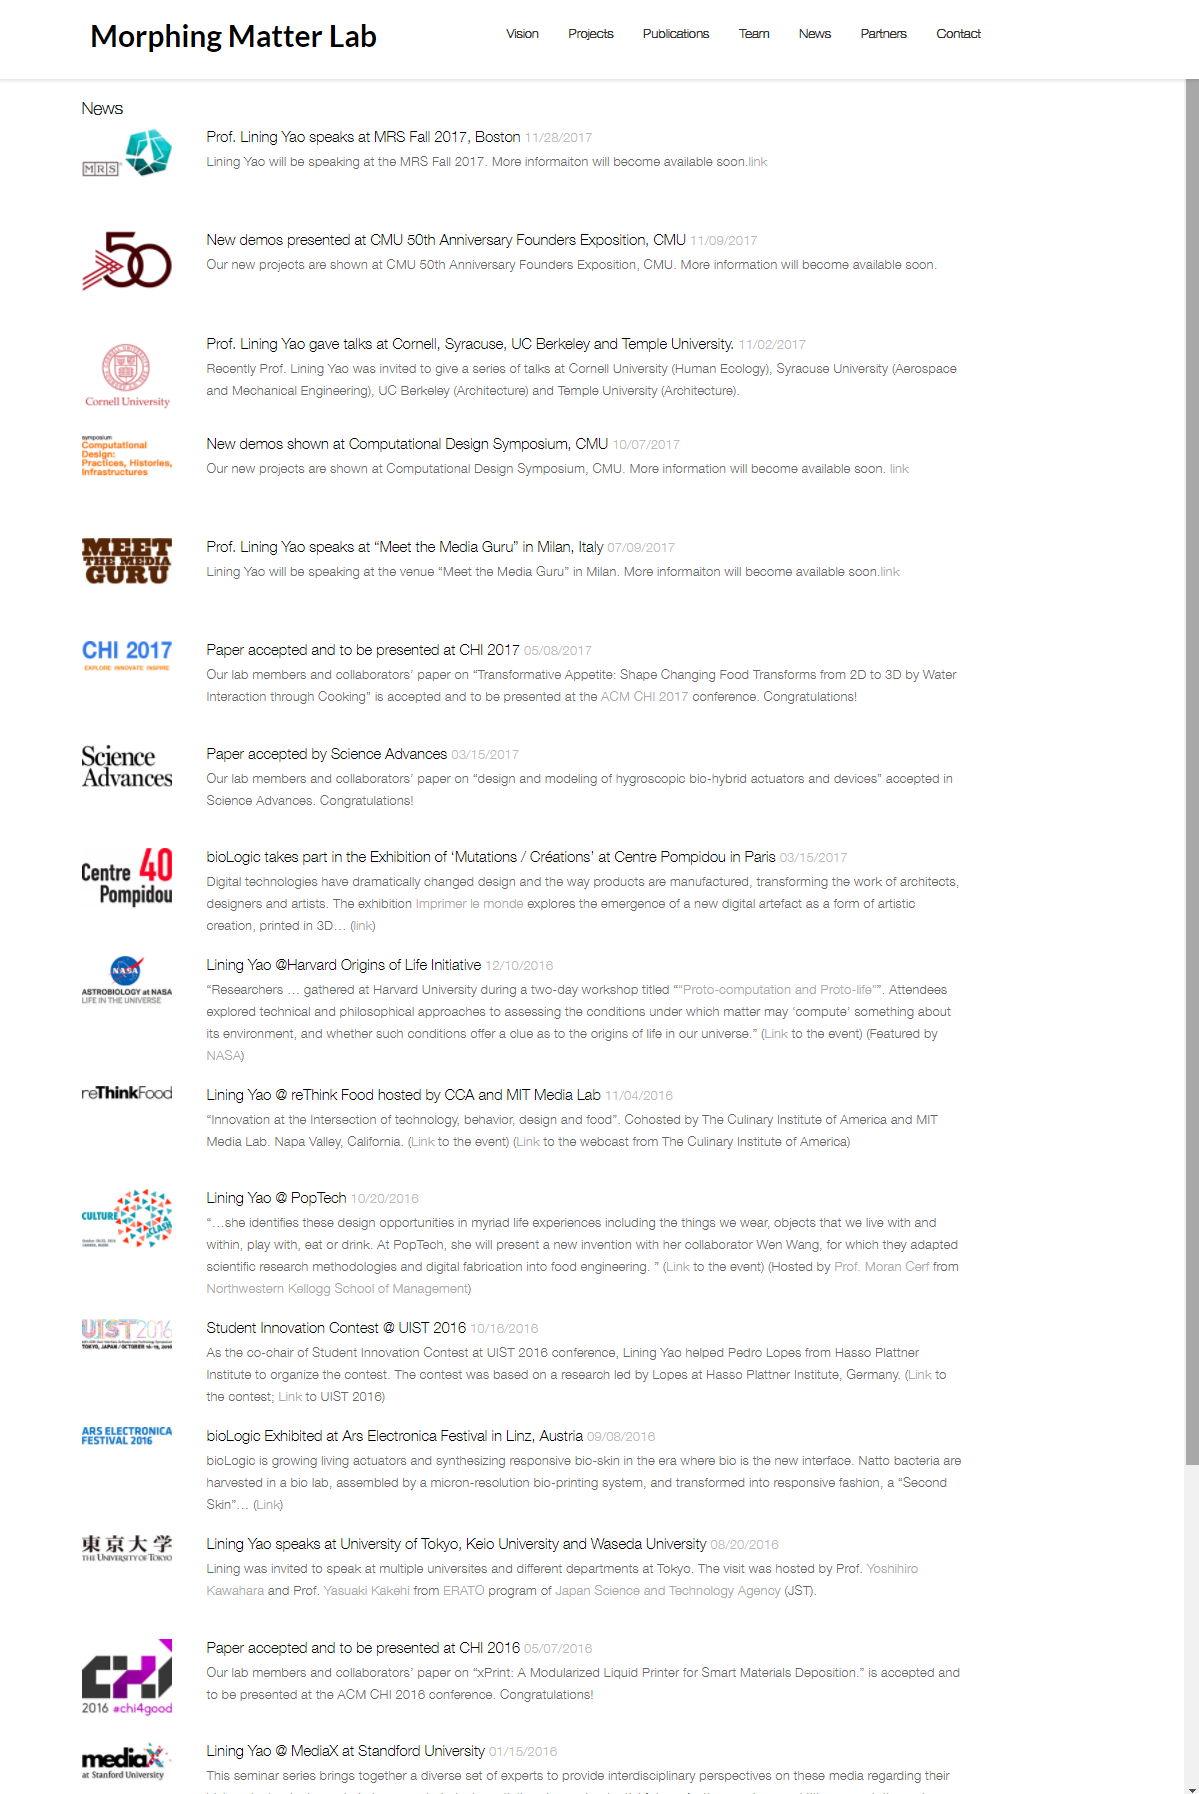 Morphing Matter Lab
Vision Projects Publications Team News Partners Contact
News
MRS
Prof. Lining Yao speaks at MRS Fall 2017, Boston 11/28/2017
Lining Yao will be speaking at the MRS Fall 2017. More informaiton will become available soon.link
50
New demos presented at CMU 50th Anniversary Founders Exposition, CMU 11/09/2017
Our new projects are shown at CMU 50th Anniversary Founders Exposition, CMU. More information will become available soon.
Cornell University
Prof. Lining Yao gave talks at Cornell, Syracuse, UC Berkeley and Temple University. 11/02/2017
Recently Prof. Lining Yao was invited to give a series of talks at Cornell University (Human Ecology), Syracuse University (Aerospace
and Mechanical Engineering), UC Berkeley (Architecture) and Temple University (Architecture).
symposium
Computational
Design:
Practices, Histories,
Infrastructures
New demos shown at Computational Design Symposium, CMU 10/07/2017
Our new projects are shown at Computational Design Symposium, CMU. More information will become available soon. link
MEET
THE MEDIA
GURU
Prof. Lining Yao speaks at “Meet the Media Guru” in Milan, Italy 07/09/2017
Lining Yao will be speaking at the venue “Meet the Media Guru” in Milan. More informaiton will become available soon.link
CHI 2017
EXPLORE INNOVATE INSPIRE
Paper accepted and to be presented at CHI 2017 05/08/2017
Our lab members and collaborators’ paper on “Transformative Appetite: Shape Changing Food Transforms from 2D to 3D by Water
Interaction through Cooking” is accepted and to be presented at the ACM CHI 2017 conference. Congratulations!
Science
Advances
Paper accepted by Science Advances 03/15/2017
Our lab members and collaborators’ paper on “design and modeling of hygroscopic bio-hybrid actuators and devices” accepted in
Science Advances. Congratulations!
Centre 40
Pompidou
bioLogic takes part in the Exhibition of ‘Mutations / Créations’ at Centre Pompidou in Paris 03/15/2017
Digital technologies have dramatically changed design and the way products are manufactured, transforming the work of architects,
designers and artists. The exhibition Imprimer le monde explores the emergence of a new digital artefact as a form of artistic
creation, printed in 3D… (link)
NASA
ASTROBIOLOGY at NASA
LIFE IN THE UNIVERSE
Lining Yao @Harvard Origins of Life Initiative 12/10/2016
“Researchers … gathered at Harvard University during a two-day workshop titled ““Proto-computation and Proto-life””. Attendees
explored technical and philosophical approaches to assessing the conditions under which matter may ‘compute’ something about
its environment, and whether such conditions offer a clue as to the origins of life in our universe.” (Link to the event) (Featured by
NASA)
reThinkFood
Lining Yao @ reThink Food hosted by CCA and MIT Media Lab 11/04/2016
“Innovation at the Intersection of technology, behavior, design and food”. Cohosted by The Culinary Institute of America and MIT
Media Lab. Napa Valley, California. (Link to the event) (Link to the webcast from The Culinary Institute of America)
CULTURE
CLASH
Lining Yao @ PopTech 10/20/2016
“…she identifies these design opportunities in myriad life experiences including the things we wear, objects that we live with and
within, play with, eat or drink. At PopTech, she will present a new invention with her collaborator Wen Wang, for which they adapted
scientific research methodologies and digital fabrication into food engineering. ” (Link to the event) (Hosted by Prof. Moran Cerf from
Northwestern Kellogg School of Management)
UIST2016
TOKYO, JAPAN / OCTOBER 16-19, 2016
Student Innovation Contest @ UIST 2016 10/16/2016
As the co-chair of Student Innovation Contest at UIST 2016 conference, Lining Yao helped Pedro Lopes from Hasso Plattner
Institute to organize the contest. The contest was based on a research led by Lopes at Hasso Plattner Institute, Germany. (Link to
the contest; Link to UIST 2016)
ARS ELECTRONICA
FESTIVAL 2016
bioLogic Exhibited at Ars Electronica Festival in Linz, Austria 09/08/2016
bioLogic is growing living actuators and synthesizing responsive bio-skin in the era where bio is the new interface. Natto bacteria are
harvested in a bio lab, assembled by a micron-resolution bio-printing system, and transformed into responsive fashion, a “Second
Skin”… (Link)
東京大学
THE UNIVERSITY OF TOKYO
Lining Yao speaks at University of Tokyo, Keio University and Waseda University 08/20/2016
Lining was invited to speak at multiple universites and different departments at Tokyo. The visit was hosted by Prof. Yoshihiro
Kawahara and Prof. Yasuaki Kakehi from ERATO program of Japan Science and Technology Agency (JST).
CHI
2016 #chi4good
Paper accepted and to be presented at CHI 2016 05/07/2016
Our lab members and collaborators’ paper on “xPrint: A Modularized Liquid Printer for Smart Materials Deposition.” is accepted and
to be presented at the ACM CHI 2016 conference. Congratulations!
mediaX
at Stanford University
Lining Yao @ MediaX at Standford University 01/15/2016
This seminar series brings together a diverse set of experts to provide interdisciplinary perspectives on these media regarding their